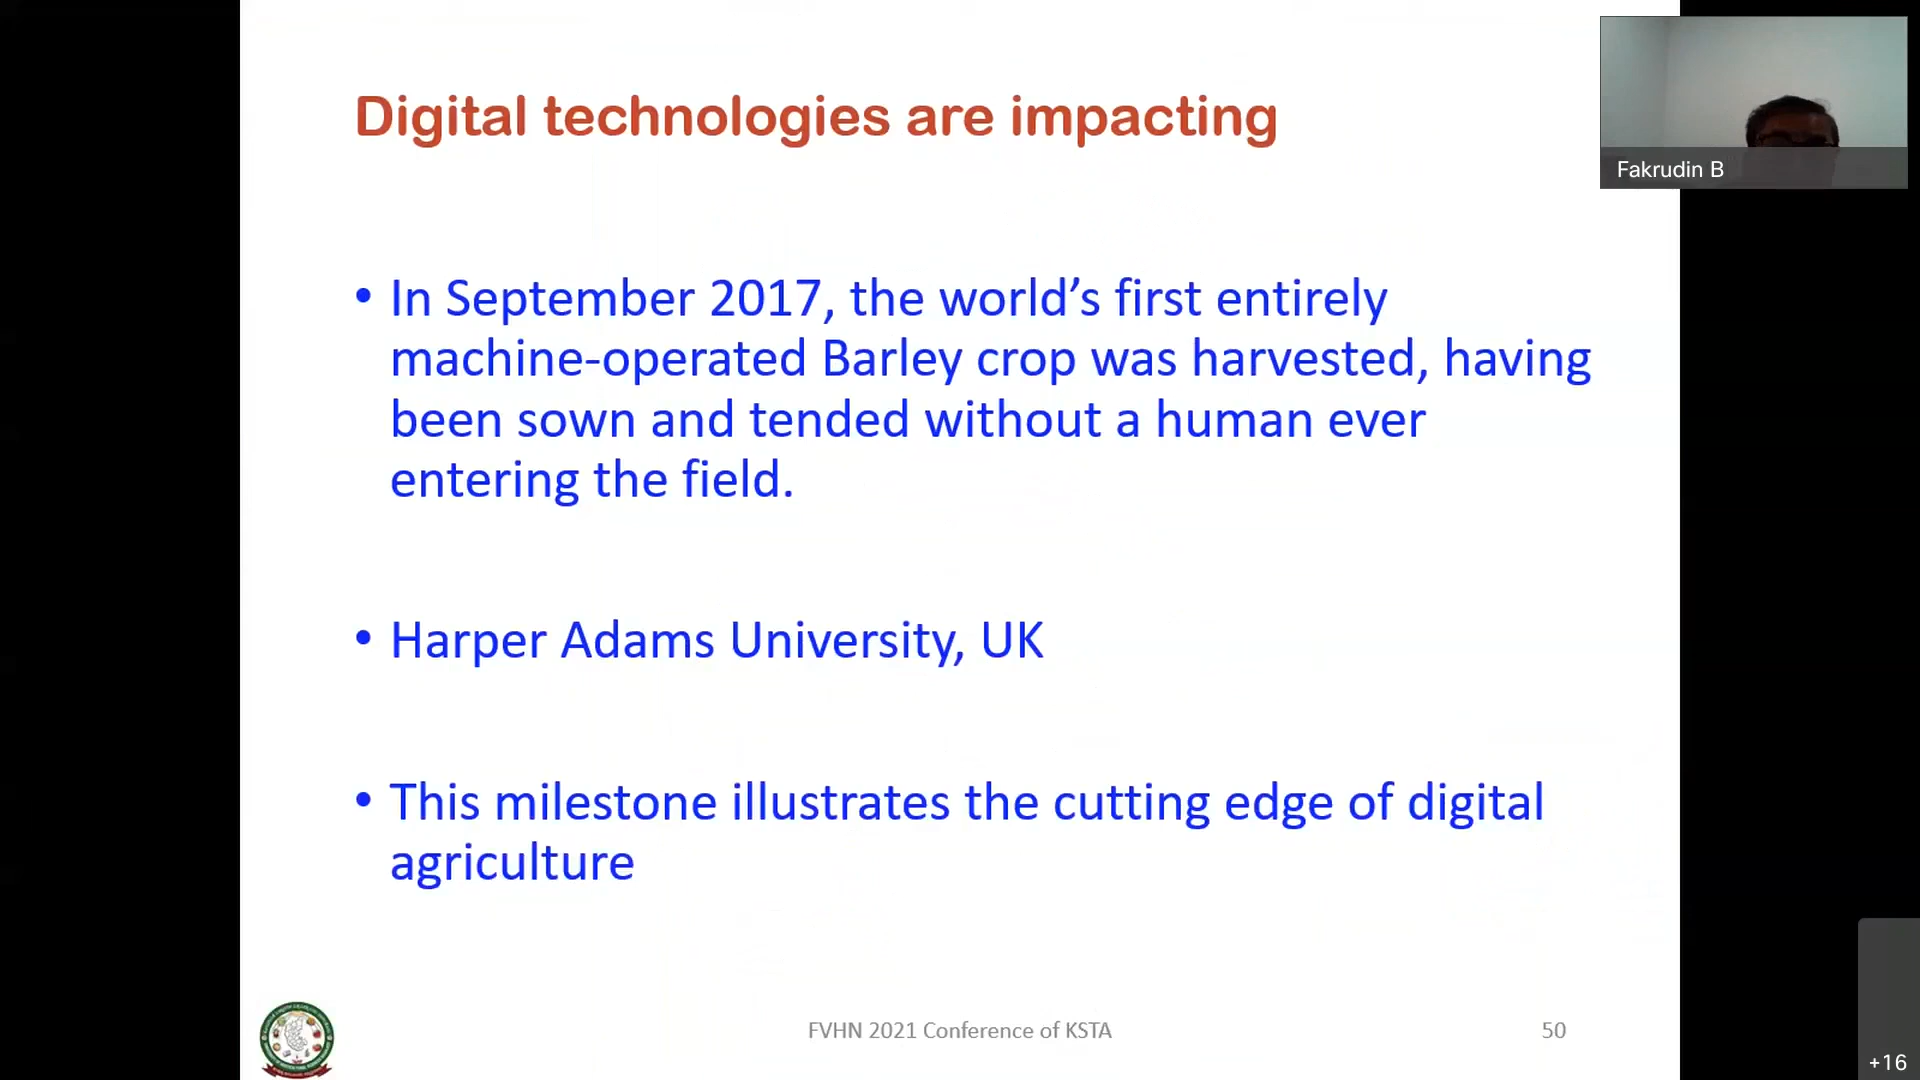 Digital technologies are impacting
Fakrudin B
• In September 2017, the world’s first entirely
machine-operated Barley crop was harvested, having
been sown and tended without a human ever
entering the field.
• Harper Adams University, UK
• This milestone illustrates the cutting edge of digital
agriculture
FVHN 2021 Conference of KSTA
50
+16